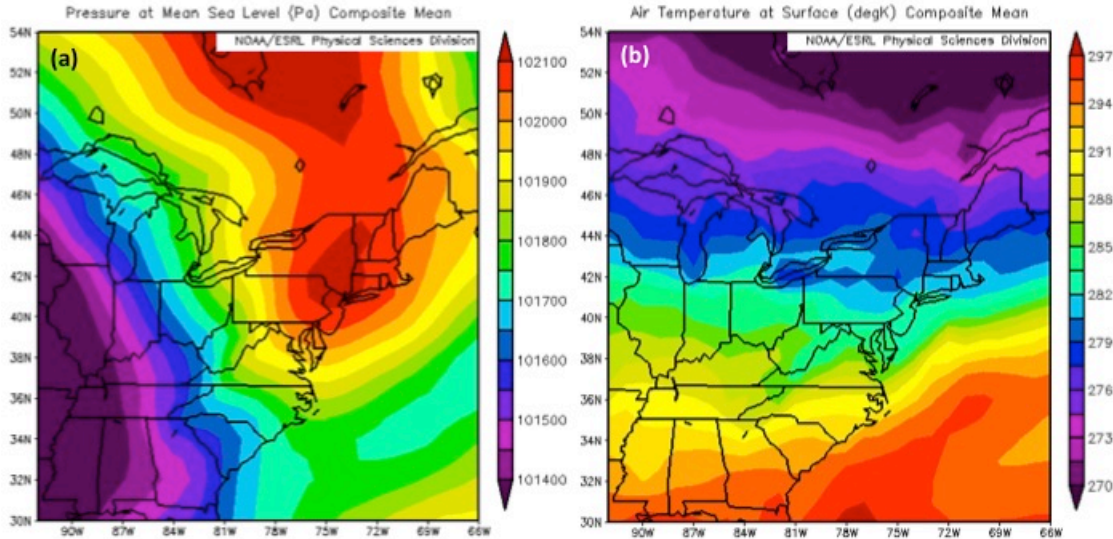 Pressure at Mean Sea Level (Pa) Composite Mean
NOAA/ESRL Physical Sciences Division
(a)
54N
52N
50N
48N
46N
44N
42N
40N
38N
36N
34N
32N
30N
90W
87W
84W
81W
78W
75W
72W
69W
66W
102100
102000
101900
101800
101700
101600
101500
101400
Air Temperature at Surface (degK) Composite Mean
NOAA/ESRL Physical Sciences Division
(b)
54N
52N
50N
48N
46N
44N
42N
40N
38N
36N
34N
32N
30N
90W
87W
84W
81W
78W
75W
72W
69W
66W
297
294
291
288
285
282
279
276
273
270